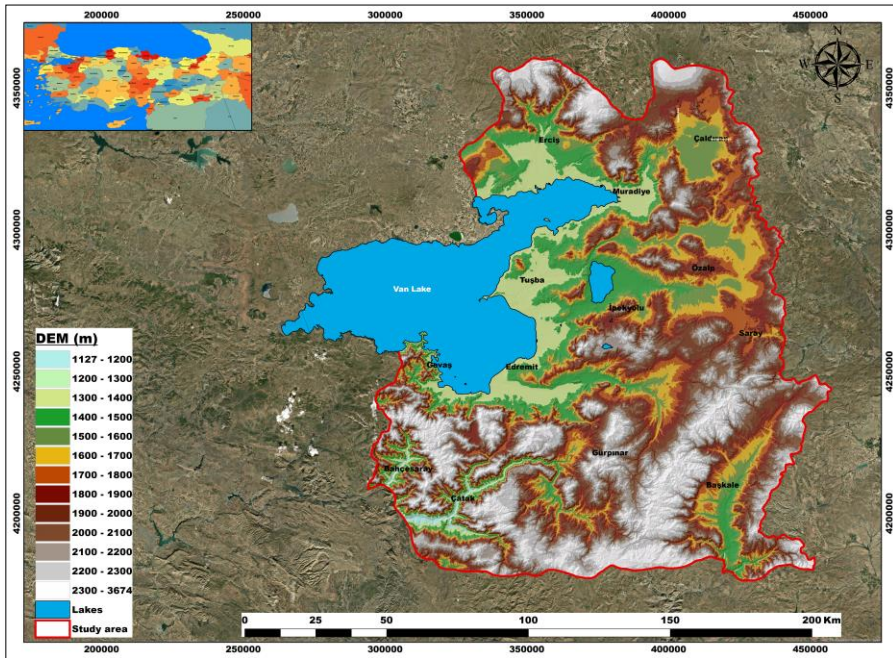 200000 250000 300000 350000 400000 450000
N
W E
S
4350000 4350000
Erciş
Muradiye
4300000 4300000
Özalp
Tuşba
Van Lake
İpekyolu
Saray
DEM (m)
1127 - 1200
1200 - 1300
1300 - 1400
1400 - 1500
1500 - 1600
1600 - 1700
1700 - 1800
1800 - 1900
1900 - 2000
2000 - 2100
2100 - 2200
2200 - 2300
2300 - 3674
Lakes
Study area
4250000 4250000
Edremit
Gürpınar
Bahçesaray
Başkale
Çatak
4200000 4200000
0 25 50 100 150 200 Km
200000 250000 300000 350000 400000 450000